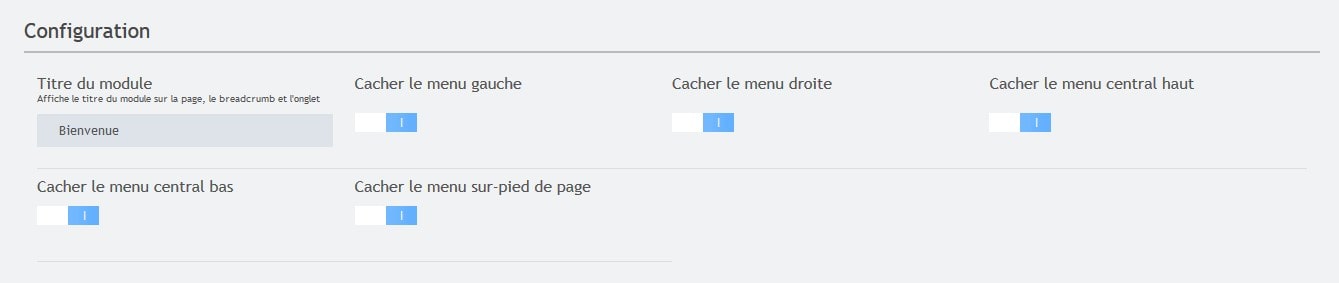 Configuration
Titre du module
Affiche le titre du module sur la page, le breadcrumb et l'onglet
Bienvenue
Cacher le menu gauche
I
Cacher le menu droite
I
Cacher le menu central haut
I
Cacher le menu central bas
I
Cacher le menu sur-pied de page
I